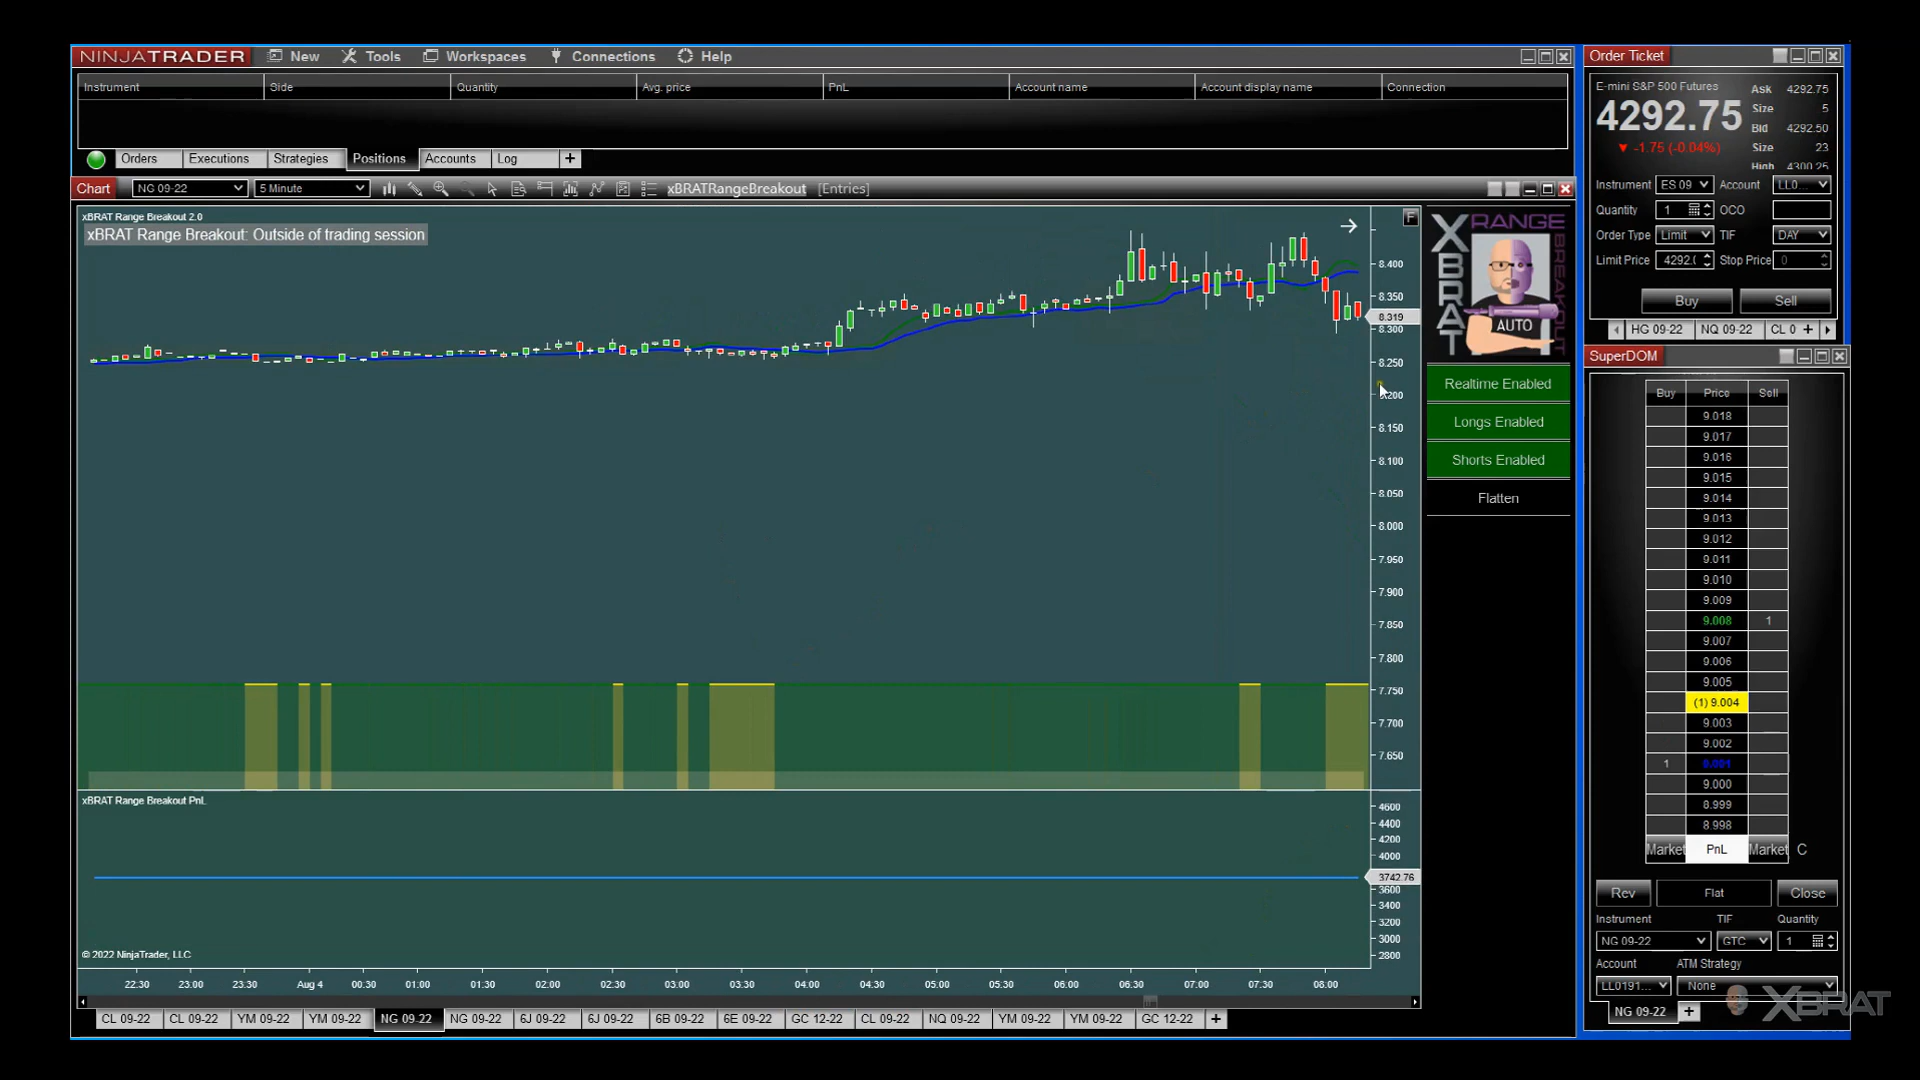 NINJATRADER New Tools Workspaces Connections Help
Instrument Side Quantity Avg. price PnL Account name Account display name Connection
Orders Executions Strategies Positions Accounts Log +
Chart NG 09-22 5 Minute xBRATRangeBreakout [Entries]
xBRAT Range Breakout 2.0
xBRAT Range Breakout: Outside of trading session
F
8.400
8.350
8.319
8.300
8.250
8.150
8.100
8.050
8.000
7.950
7.900
7.850
7.800
7.750
7.700
7.650
XBRAT
RANGE
BREAKOUT
AUTO
Realtime Enabled
Longs Enabled
Shorts Enabled
Flatten
xBRAT Range Breakout PnL
4600
4400
4200
4000
3742.76
3600
3400
3200
3000
2800
© 2022 NinjaTrader, LLC
22:30 23:00 23:30 Aug 4 00:30 01:00 01:30 02:00 02:30 03:00 03:30 04:00 04:30 05:00 05:30 06:00 06:30 07:00 07:30 08:00
CL 09-22 CL 09-22 YM 09-22 YM 09-22 NG 09-22 NG 09-22 6J 09-22 6J 09-22 6B 09-22 6E 09-22 GC 12-22 CL 09-22 NQ 09-22 YM 09-22 YM 09-22 GC 12-22 +
Order Ticket
E-mini S&P 500 Futures
4292.75
-1.75 (-0.04%)
Ask 4292.75
Size 5
Bid 4292.50
Size 23
High 4300.25
Instrument ES 09 Account LL0...
Quantity 1 OCO
Order Type Limit TIF DAY
Limit Price 4292.( Stop Price 0
Buy Sell
HG 09-22 NQ 09-22 CL 0 +
SuperDOM
Buy Price Sell
9.018
9.017
9.016
9.015
9.014
9.013
9.012
9.011
9.010
9.009
9.008 1
9.007
9.006
9.005
(1) 9.004
9.003
9.002
1
9.000
8.999
8.998
Market PnL Market C
Rev Flat Close
Instrument TIF Quantity
NG 09-22 GTC 1
Account ATM Strategy
LL0191... None
NG 09-22 +
XBRAT